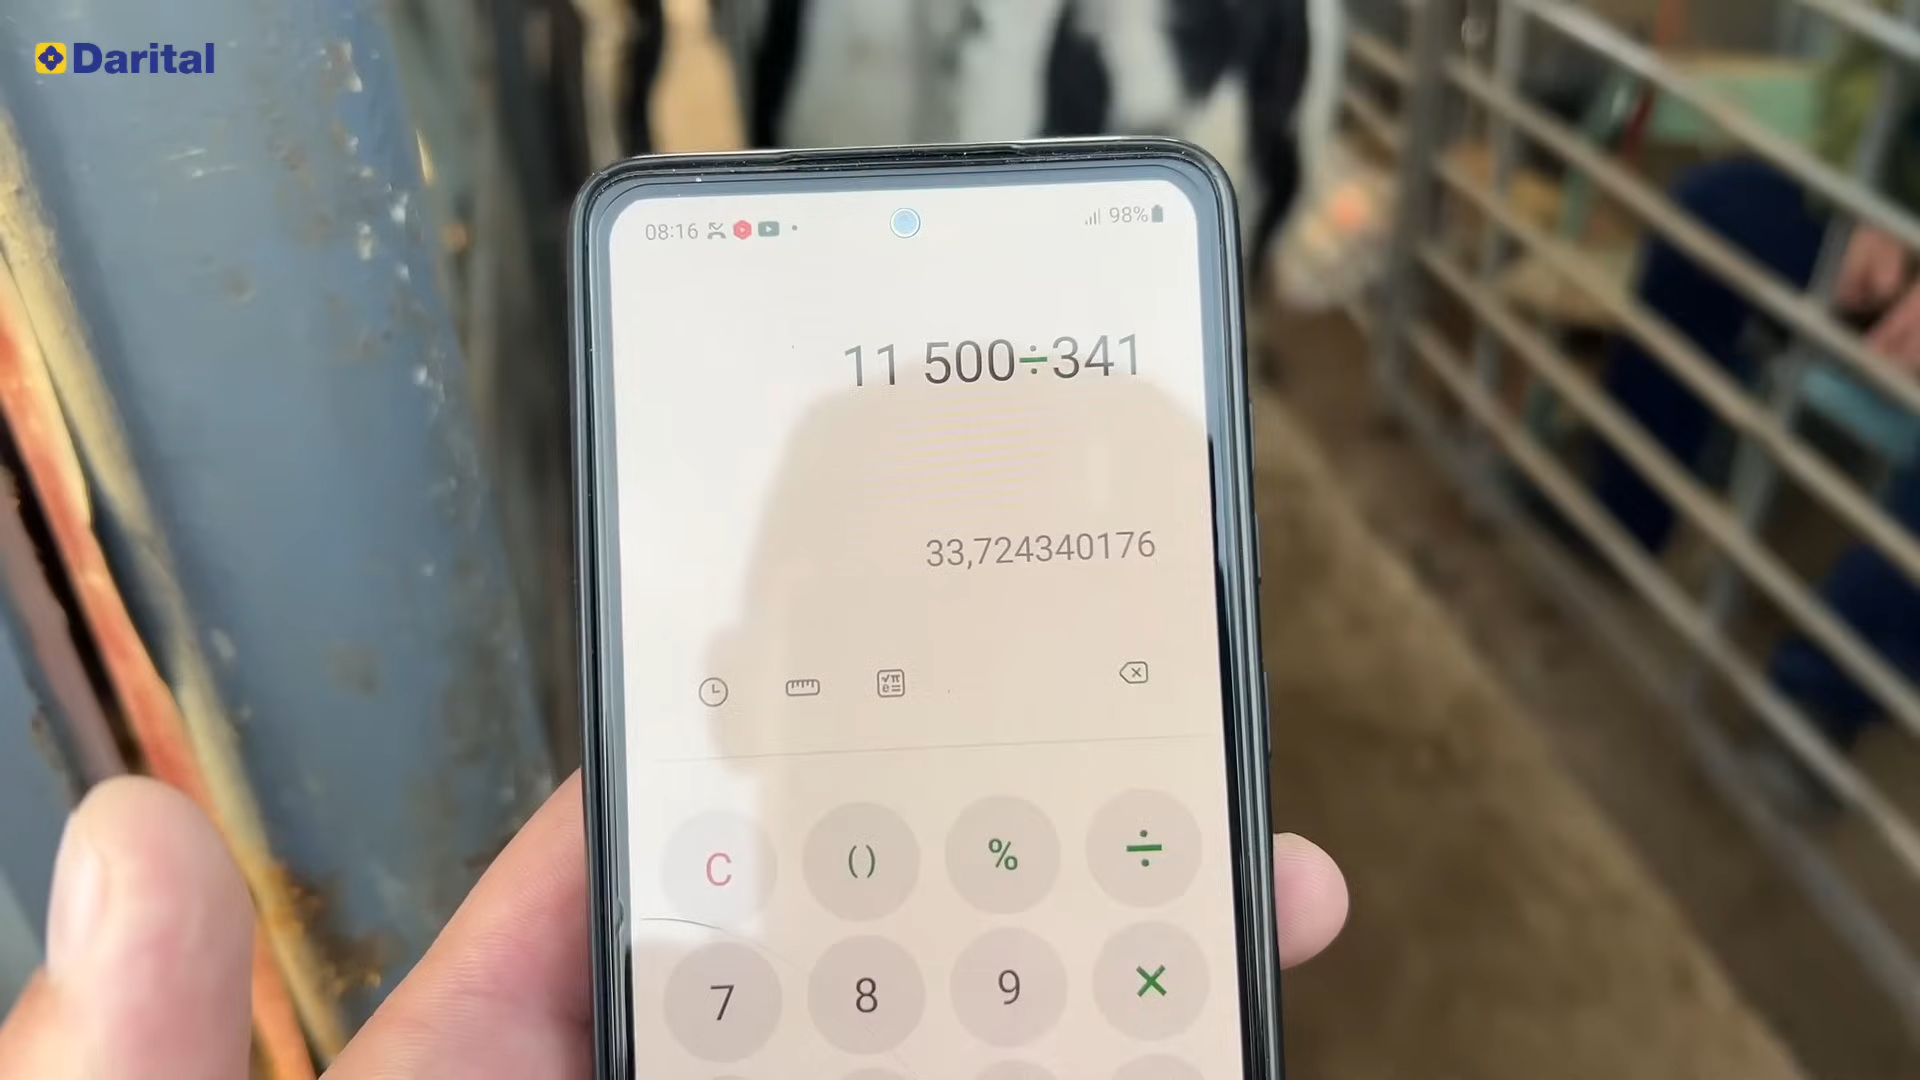 Darital
08:16 98%
11 500÷341
33,724340176
C () % ÷
7 8 9 ×